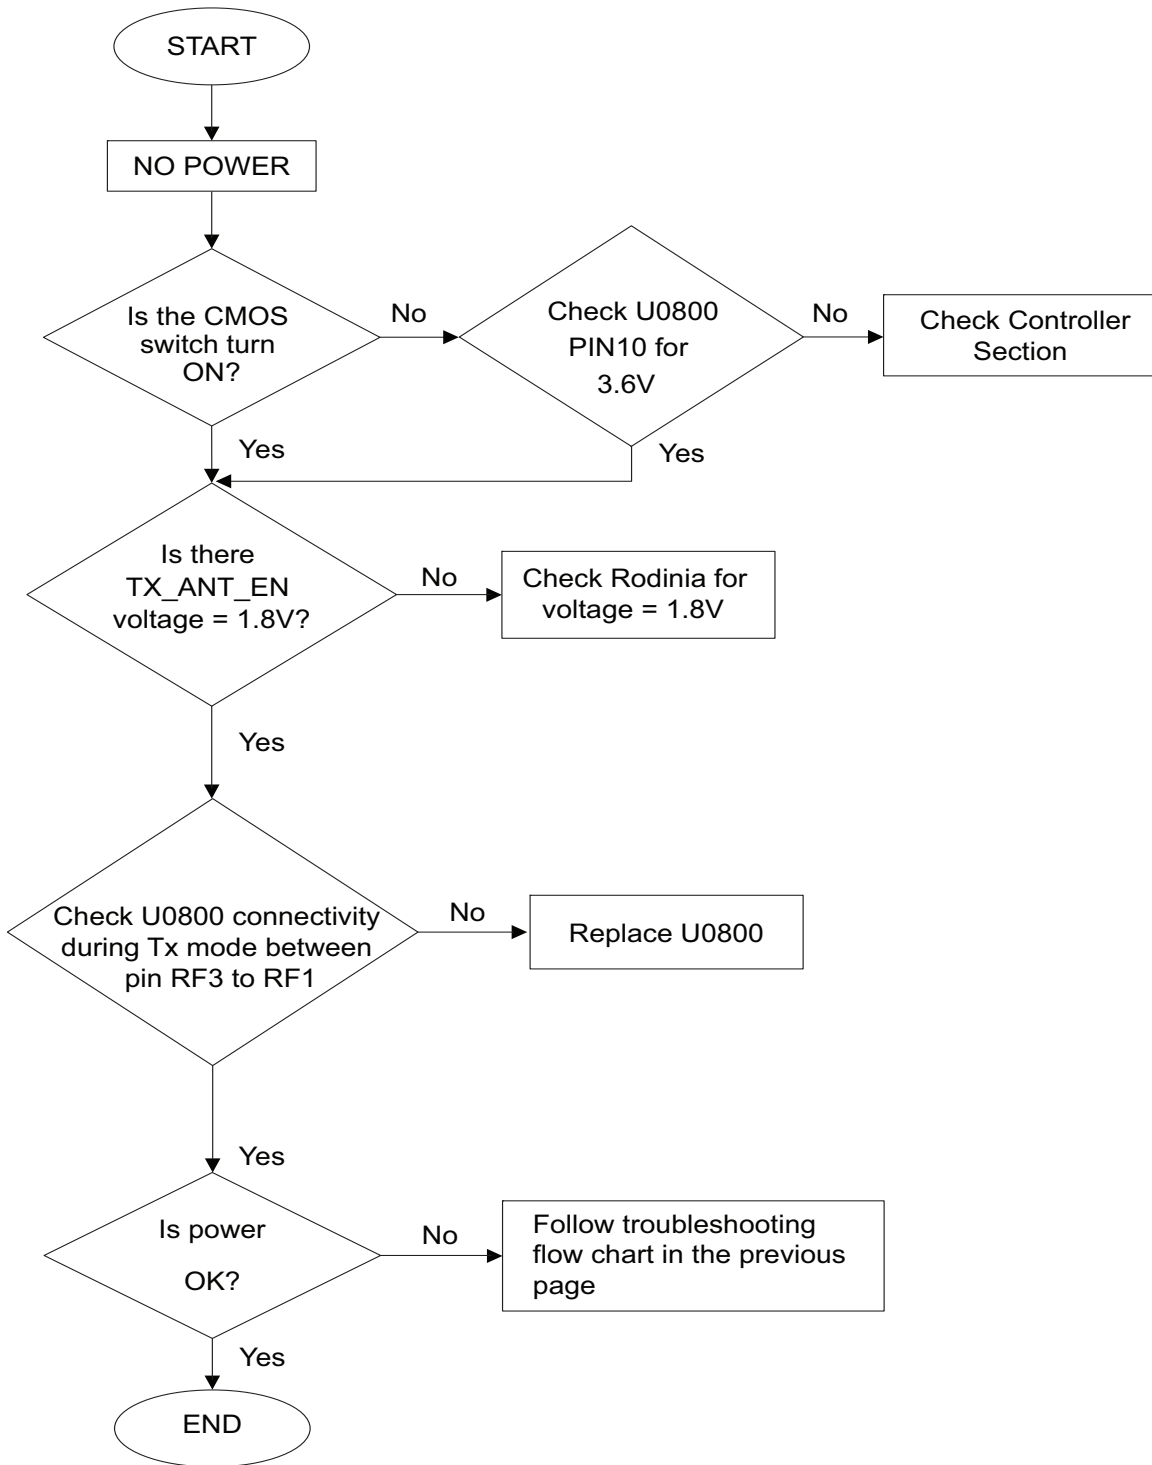 START
NO POWER
Is the CMOS
switch turn
ON?
No
Check U0800
PIN10 for
3.6V
No
Check Controller
Section
Yes
Yes
Is there
TX_ANT_EN
voltage = 1.8V?
No
Check Rodinia for
voltage = 1.8V
Yes
Check U0800 connectivity
during Tx mode between
pin RF3 to RF1
No
Replace U0800
Yes
Is power
OK?
No
Follow troubleshooting
flow chart in the previous
page
Yes
END